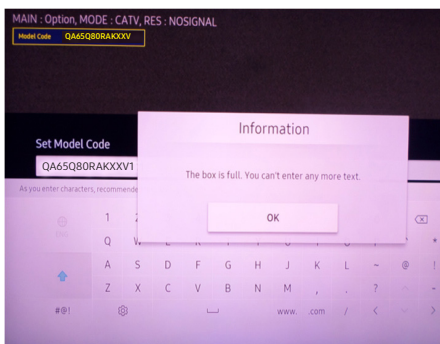 MAIN : Option, MODE : CATV, RES : NOSIGNAL
Model Code QA65Q80RAKXXV
Set Model Code
QA65Q80RAKXXV1
As you enter characters, recommende
Information
The box is full. You can't enter any more text.
OK
1
Q
A S D F G H J K L ~ @ !
Z X C V B N M , . ? ^ -
#@! www. .com / < >